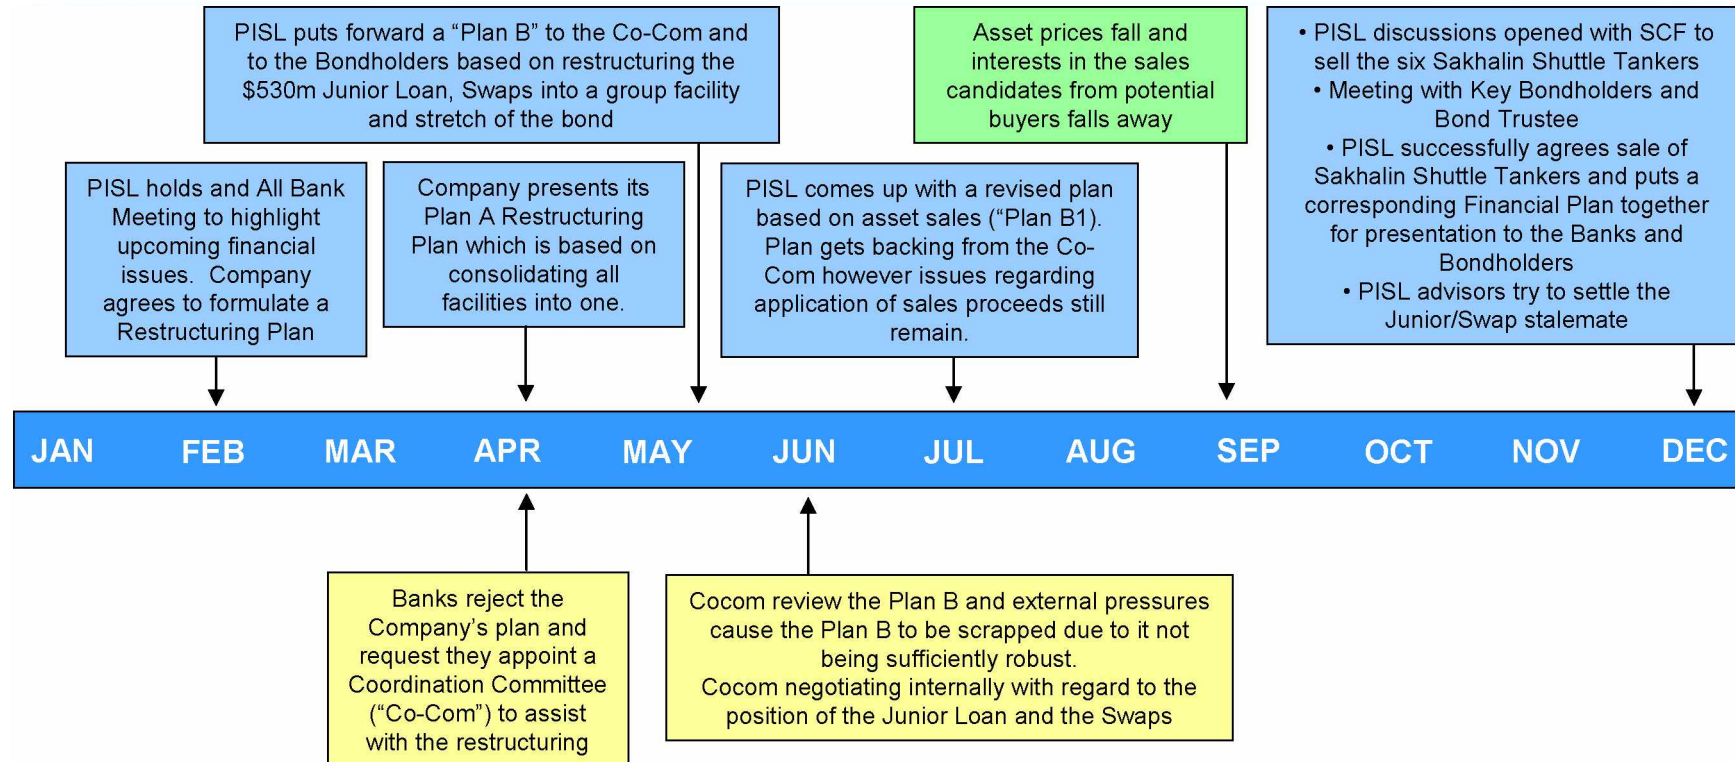 PISL puts forward a “Plan B” to the Co-Com and
to the Bondholders based on restructuring the
$530m Junior Loan, Swaps into a group facility
and stretch of the bond
Asset prices fall and
interests in the sales
candidates from potential
buyers falls away
• PISL discussions opened with SCF to
sell the six Sakhalin Shuttle Tankers
• Meeting with Key Bondholders and
Bond Trustee
• PISL successfully agrees sale of
Sakhalin Shuttle Tankers and puts a
corresponding Financial Plan together
for presentation to the Banks and
Bondholders
• PISL advisors try to settle the
Junior/Swap stalemate
PISL holds and All Bank
Meeting to highlight
upcoming financial
issues.  Company
agrees to formulate a
Restructuring Plan
Company presents its
Plan A Restructuring
Plan which is based on
consolidating all
facilities into one.
PISL comes up with a revised plan
based on asset sales (“Plan B1).
Plan gets backing from the Co-
Com however issues regarding
application of sales proceeds still
remain.
JAN FEB MAR APR MAY JUN JUL AUG SEP OCT NOV DEC
Banks reject the
Company’s plan and
request they appoint a
Coordination Committee
(“Co-Com”) to assist
with the restructuring
Cocom review the Plan B and external pressures
cause the Plan B to be scrapped due to it not
being sufficiently robust.
Cocom negotiating internally with regard to the
position of the Junior Loan and the Swaps